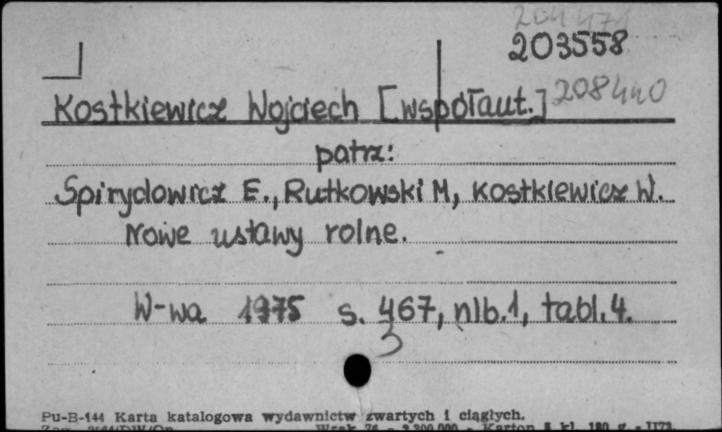 204471
203558
208440
Kostkiewicz Wojciech [współaut.]
patrz:
Spirydowicz E., Rutkowski M, Kostkiewicz W.
Nowe ustawy rolne.
W-wa 1975 s. 467, nlb.1, tabl.4.
3
Pu-B-144 Karta katalogowa wydawnictw zwartych i ciągłych.